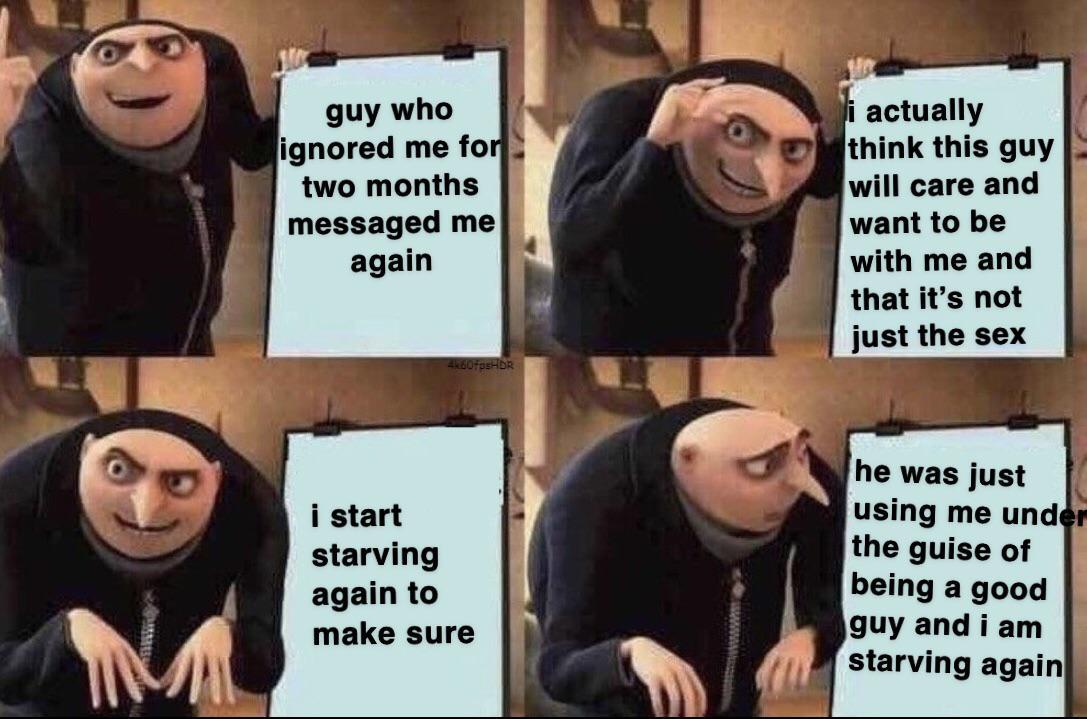 guy who
ignored me for
two months
messaged me
again
i actually
think this guy
will care and
want to be
with me and
that it's not
just the sex
4k60fpsHDR
i start
starving
again to
make sure
he was just
using me under
the guise of
being a good
guy and i am
starving again